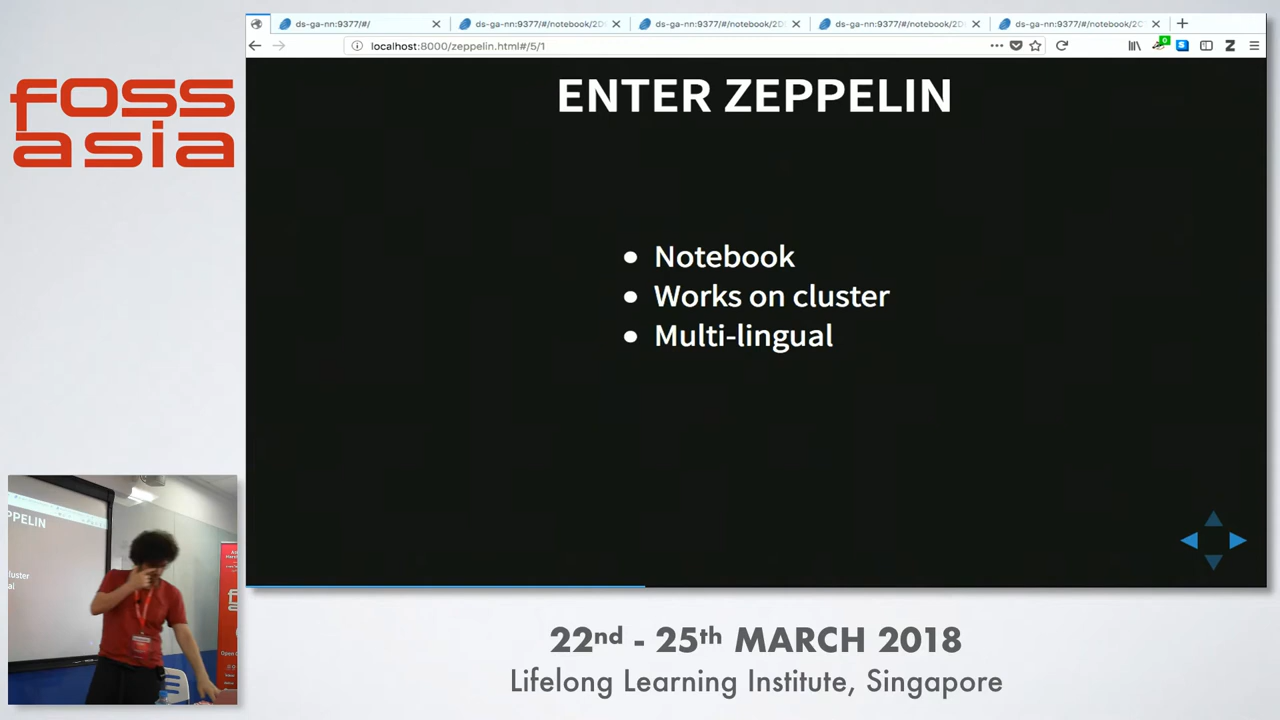 ds-ga-nn:9377/#/
ds-ga-nn:9377/#/notebook/2D
ds-ga-nn:9377/#/notebook/2D
ds-ga-nn:9377/#/notebook/2D
ds-ga-nn:9377/#/notebook/2C
localhost:8000/zeppelin.html#/5/1
0
S
Z
foss
asia
ENTER ZEPPELIN
Notebook
Works on cluster
Multi-lingual
22nd - 25th MARCH 2018
Lifelong Learning Institute, Singapore